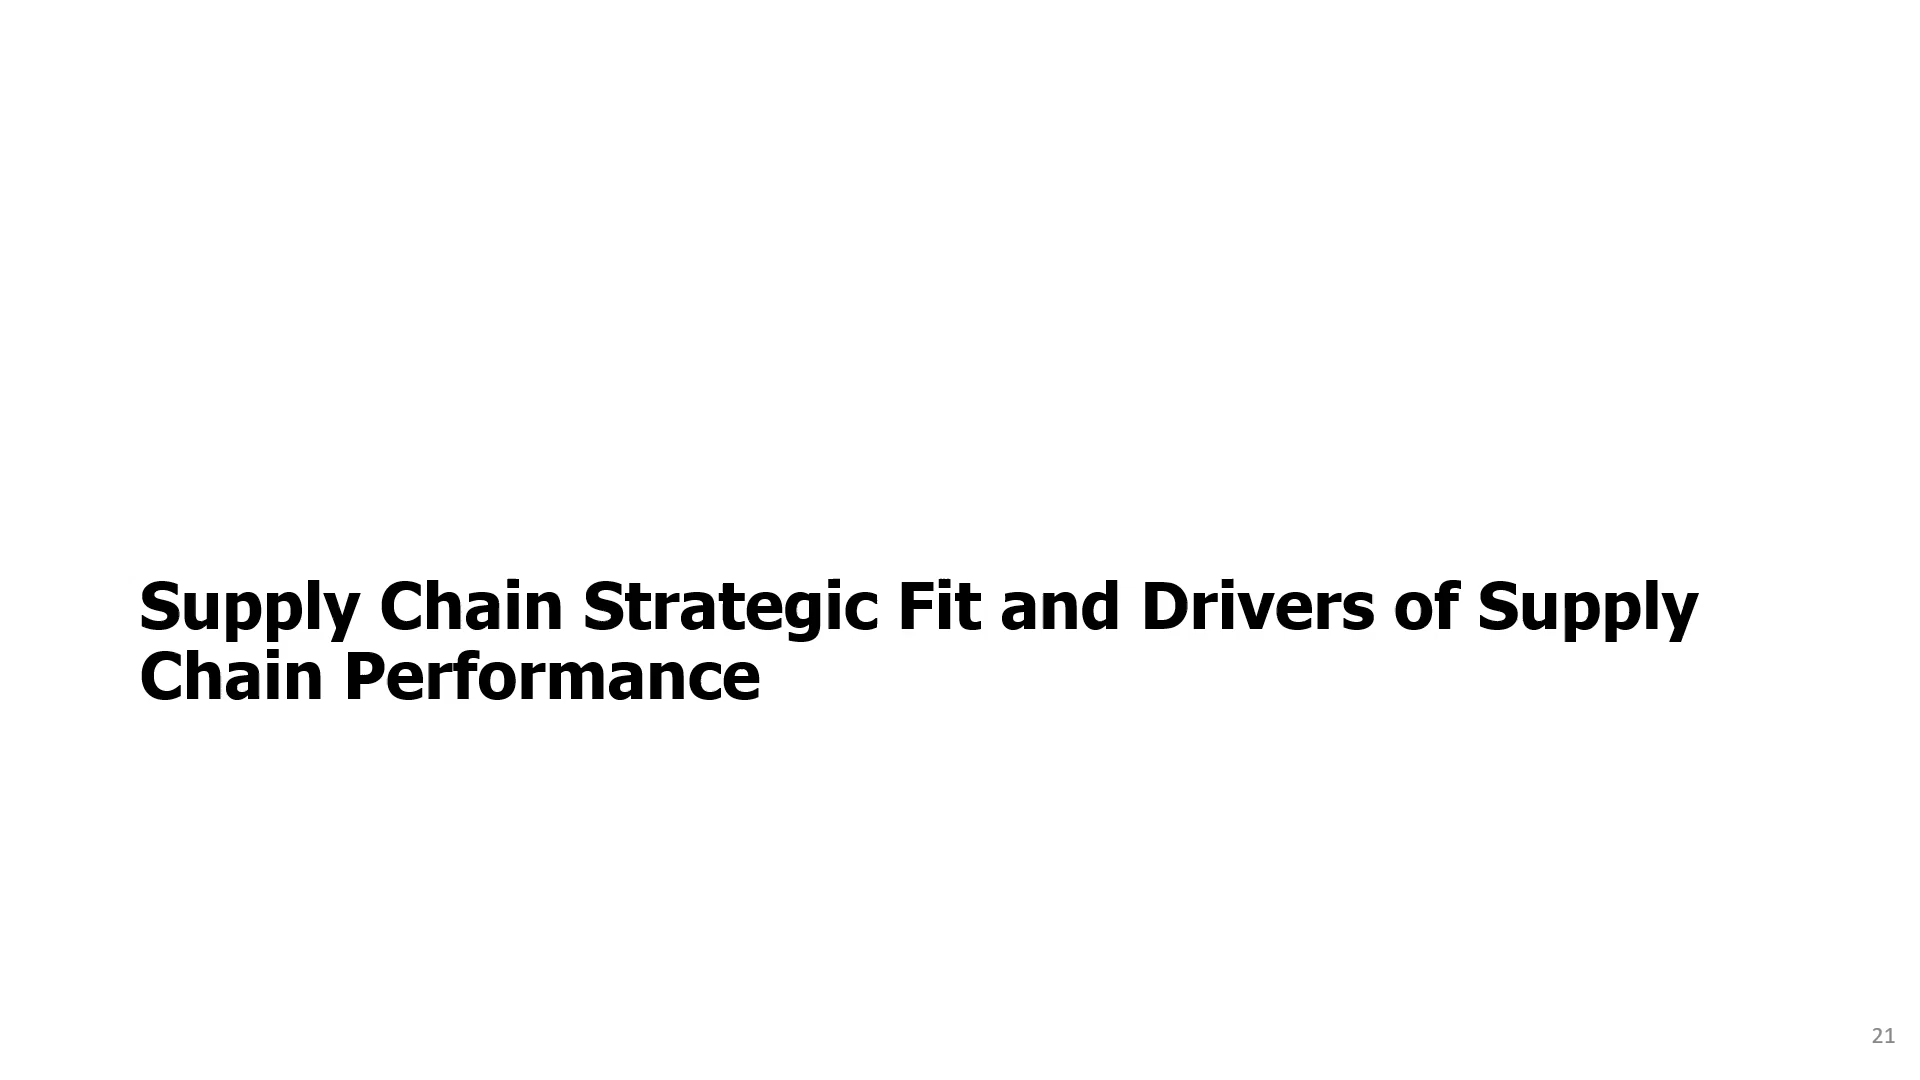 Supply Chain Strategic Fit and Drivers of Supply
Chain Performance
21